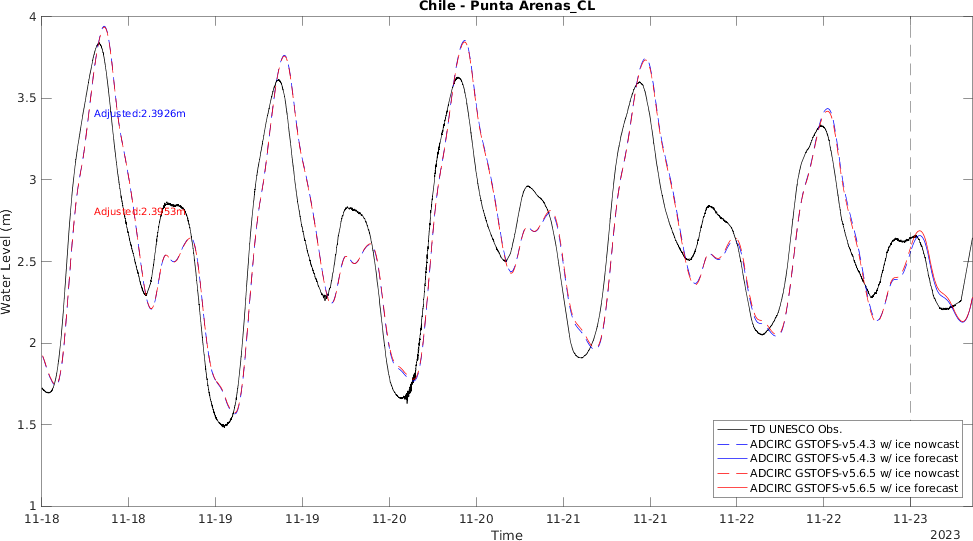 Chile - Punta Arenas_CL
4
3.5
3
2.5
2
1.5
1
Water Level (m)
Adjusted:2.3926m
Adjusted:2.3953m
TD UNESCO Obs.
ADCIRC GSTOFS-v5.4.3 w/ ice nowcast
ADCIRC GSTOFS-v5.4.3 w/ ice forecast
ADCIRC GSTOFS-v5.6.5 w/ ice nowcast
ADCIRC GSTOFS-v5.6.5 w/ ice forecast
11-18 11-18 11-19 11-19 11-20 11-20 11-21 11-21 11-22 11-22 11-23
Time
2023